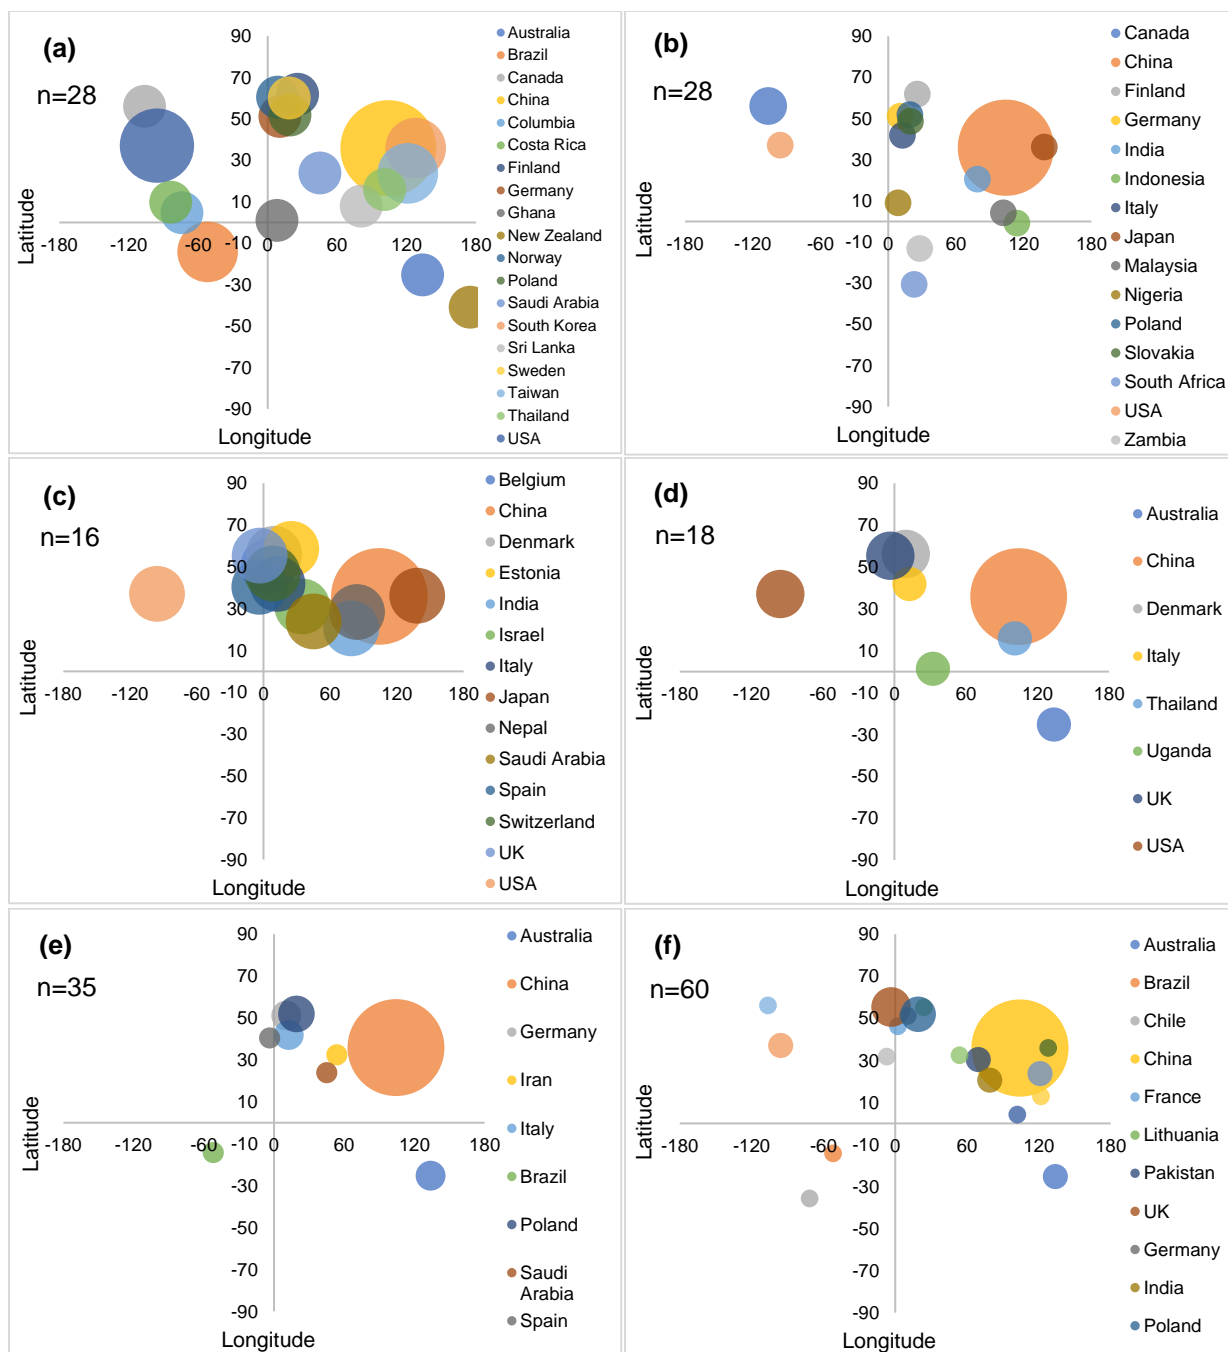 (a)
n=28
90
70
50
30
10
-10
-30
-50
-70
-90
-180
-120
-60
0
60
120
180
Latitude
Longitude
Australia
Brazil
Canada
China
Columbia
Costa Rica
Finland
Germany
Ghana
New Zealand
Norway
Poland
Saudi Arabia
South Korea
Sri Lanka
Sweden
Taiwan
Thailand
USA
(b)
n=28
90
70
50
30
10
-10
-30
-50
-70
-90
-180
-120
-60
0
60
120
180
Latitude
Longitude
Canada
China
Finland
Germany
India
Indonesia
Italy
Japan
Malaysia
Nigeria
Poland
Slovakia
South Africa
USA
Zambia
(c)
n=16
90
70
50
30
10
-10
-30
-50
-70
-90
-180
-120
-60
0
60
120
180
Latitude
Longitude
Belgium
China
Denmark
Estonia
India
Israel
Italy
Japan
Nepal
Saudi Arabia
Spain
Switzerland
UK
USA
(d)
n=18
90
70
50
30
10
-10
-30
-50
-70
-90
-180
-120
-60
0
60
120
180
Latitude
Longitude
Australia
China
Denmark
Italy
Thailand
Uganda
UK
USA
(e)
n=35
90
70
50
30
10
-10
-30
-50
-70
-90
-180
-120
-60
0
60
120
180
Latitude
Longitude
Australia
China
Germany
Iran
Italy
Brazil
Poland
Saudi
Arabia
Spain
(f)
n=60
90
70
50
30
10
-10
-30
-50
-70
-90
-180
-120
-60
0
60
120
180
Latitude
Longitude
Australia
Brazil
Chile
China
France
Lithuania
Pakistan
UK
Germany
India
Poland